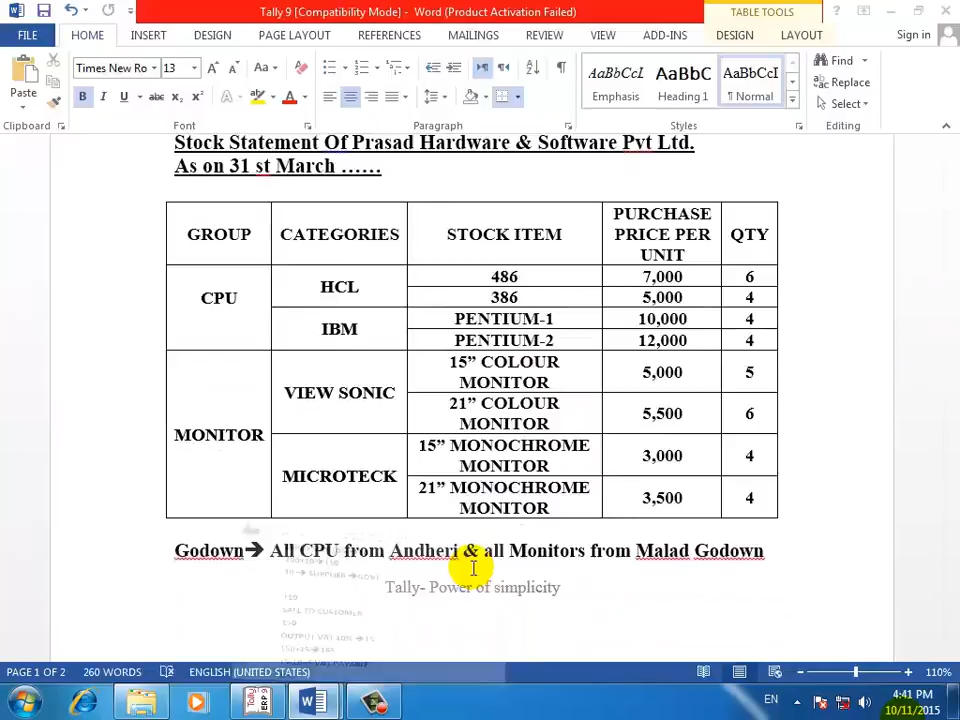 Tally 9 [Compatibility Mode] - Word (Product Activation Failed)
TABLE TOOLS
FILE HOME INSERT DESIGN PAGE LAYOUT REFERENCES MAILINGS REVIEW VIEW ADD-INS DESIGN LAYOUT Sign in
Paste
Times New Ro 13
AaBbCcI AaBbC AaBbCcI
Emphasis Heading 1 ¶ Normal
Find
Replace
Select
Clipboard Font Paragraph Styles Editing
Stock Statement Of Prasad Hardware & Software Pvt Ltd.
As on 31 st March ……
GROUP CATEGORIES STOCK ITEM PURCHASE PRICE PER UNIT QTY
CPU HCL 486 7,000 6
386 5,000 4
IBM PENTIUM-1 10,000 4
PENTIUM-2 12,000 4
MONITOR VIEW SONIC 15” COLOUR MONITOR 5,000 5
21” COLOUR MONITOR 5,500 6
MICROTECK 15” MONOCHROME MONITOR 3,000 4
21” MONOCHROME MONITOR 3,500 4
Godown➔ All CPU from Andheri & all Monitors from Malad Godown
Tally- Power of simplicity
SALE TO CUSTOMER
OUTPUT VAT 10%
PAGE 1 OF 2 260 WORDS ENGLISH (UNITED STATES) 110%
EN 4:41 PM
10/11/2015